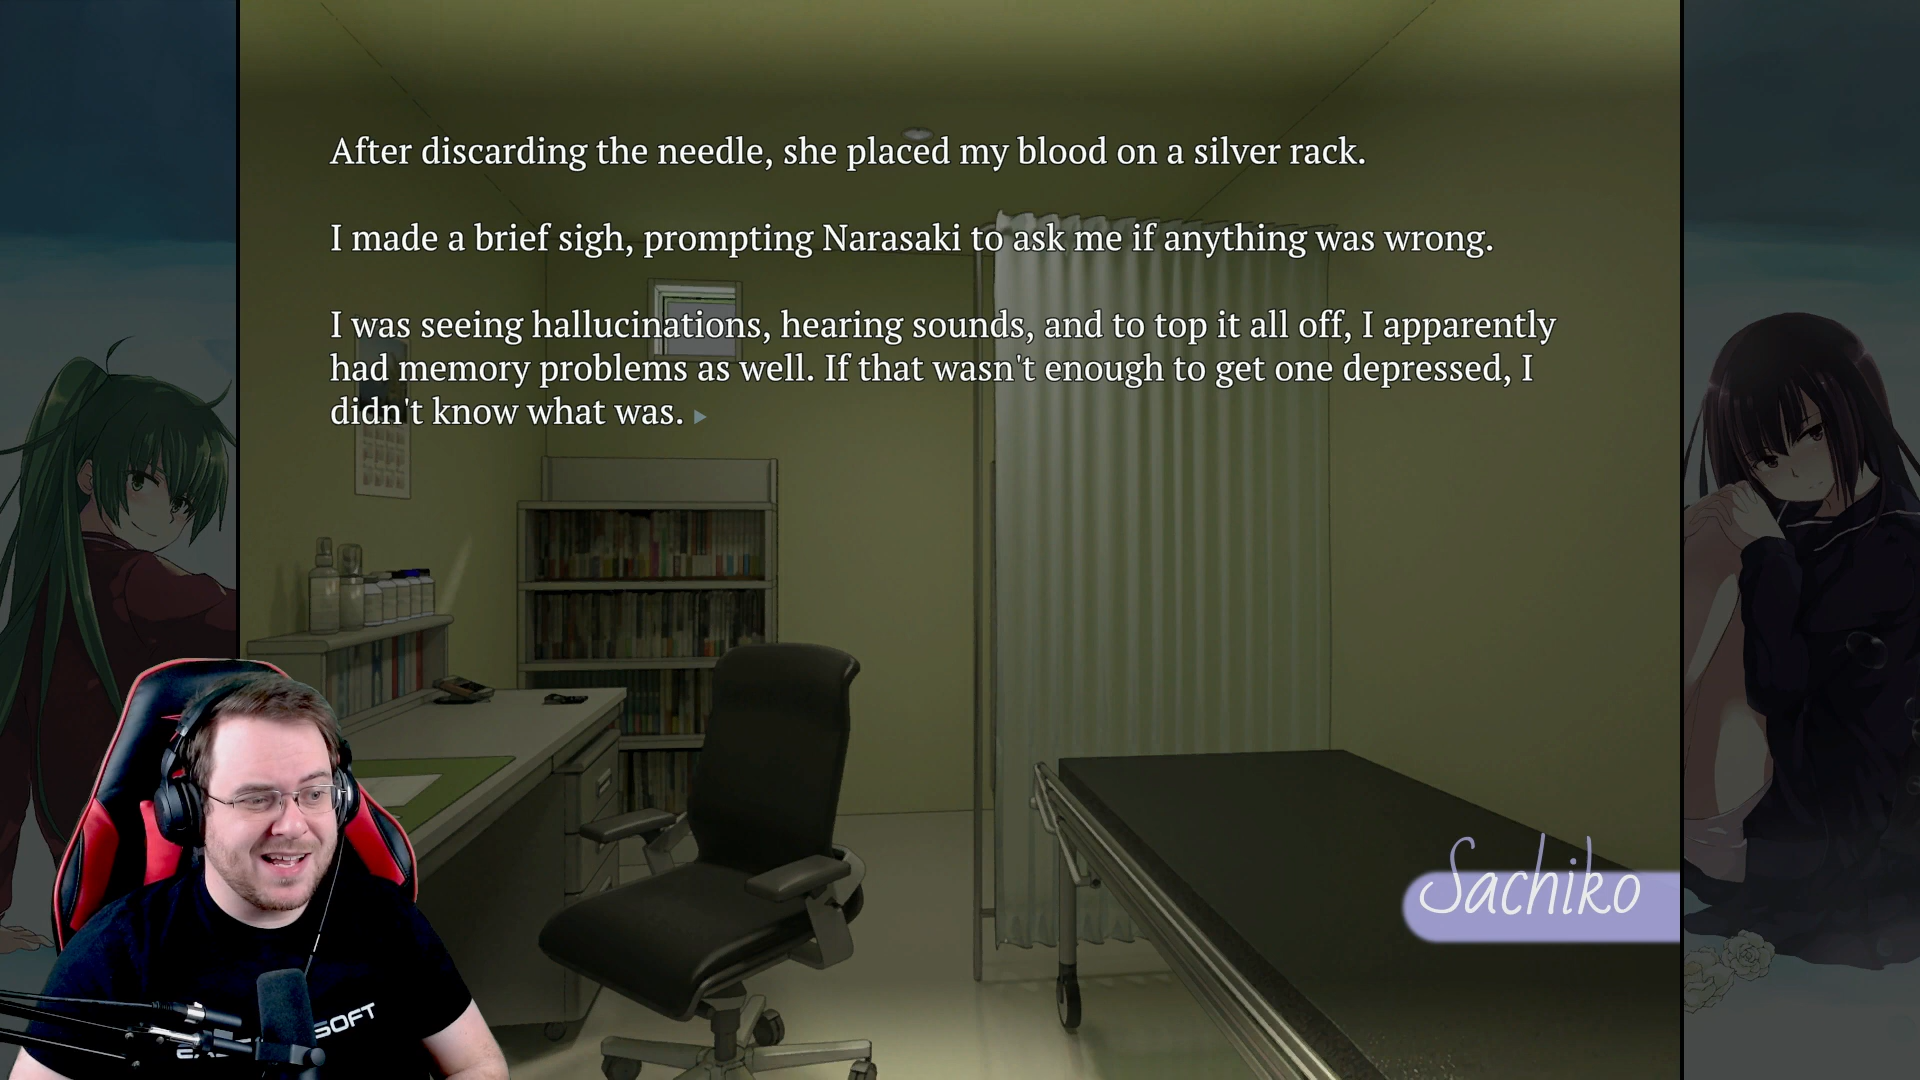 After discarding the needle, she placed my blood on a silver rack.
I made a brief sigh, prompting Narasaki to ask me if anything was wrong.
I was seeing hallucinations, hearing sounds, and to top it all off, I apparently
had memory problems as well. If that wasn't enough to get one depressed, I
didn't know what was.
Sachiko